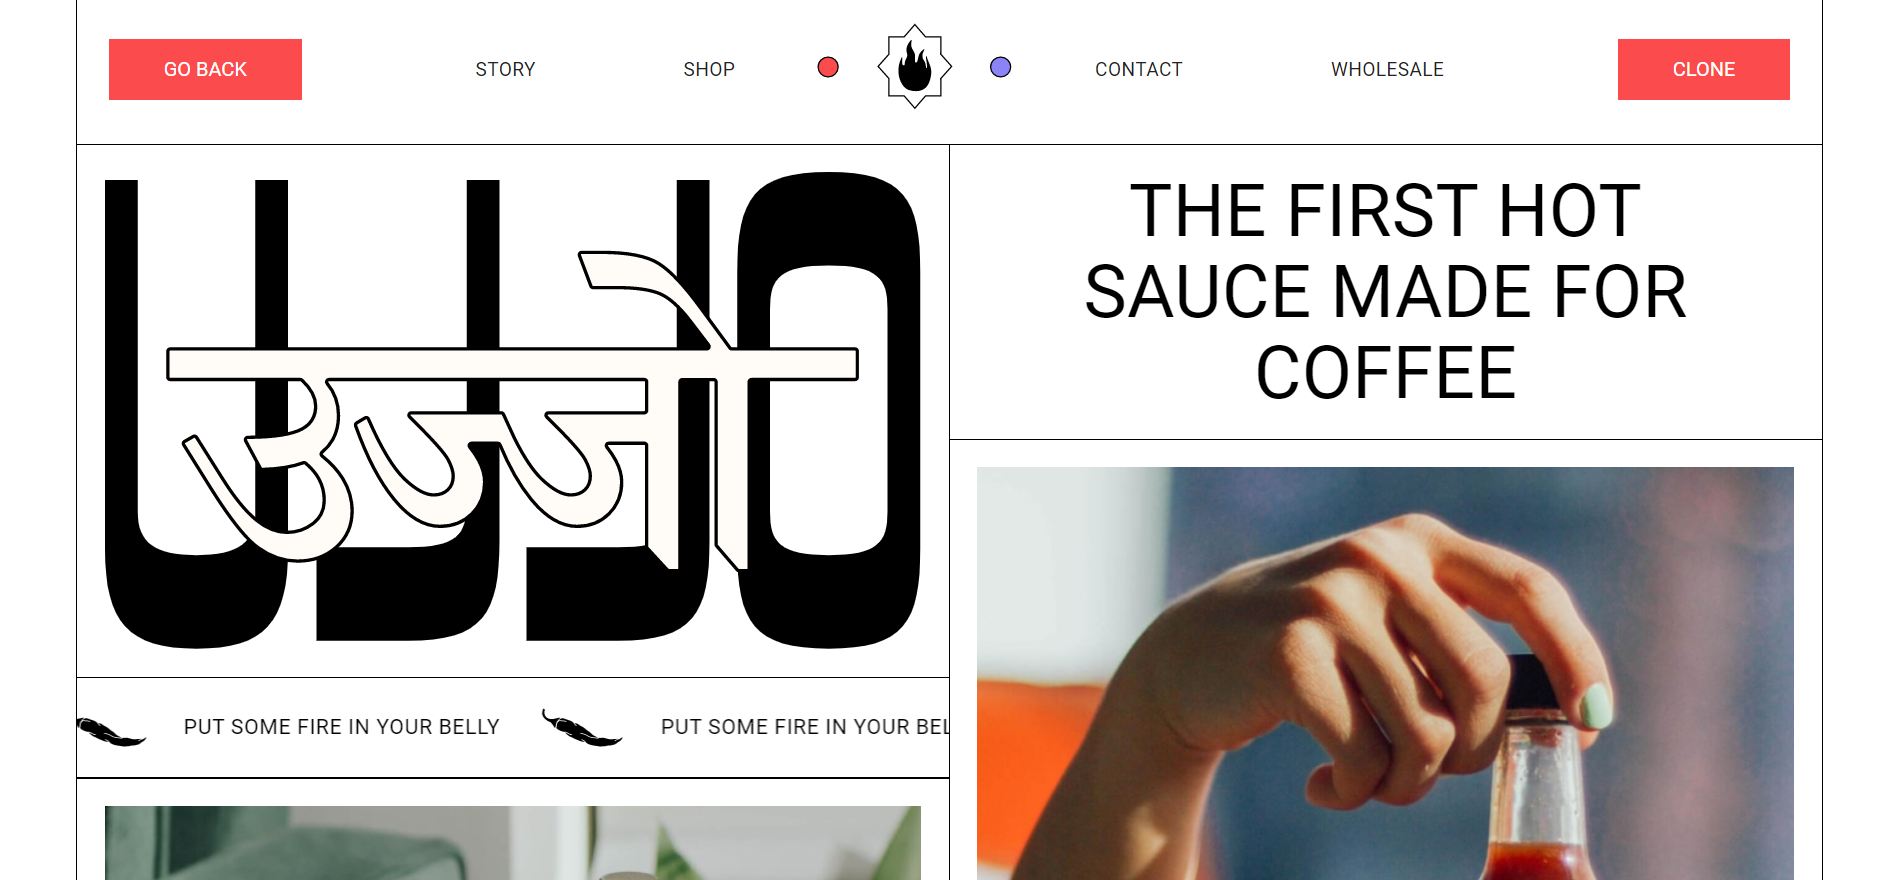 GO BACK
STORY
SHOP
CONTACT
WHOLESALE
CLONE
UJJO
उज्जो
THE FIRST HOT
SAUCE MADE FOR
COFFEE
PUT SOME FIRE IN YOUR BELLY
PUT SOME FIRE IN YOUR BEL